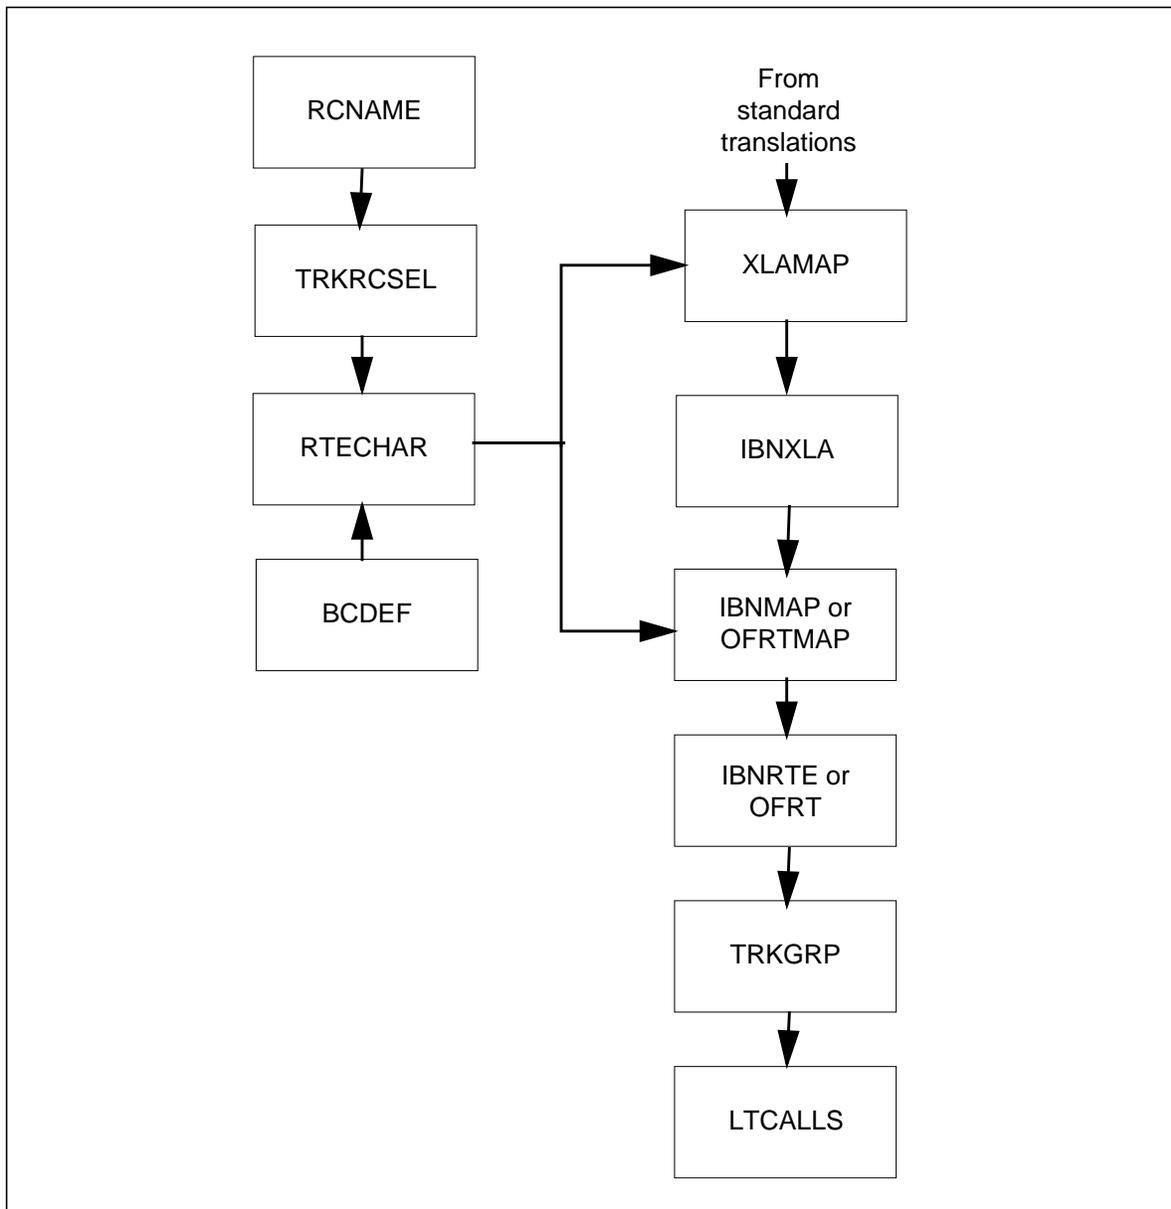 RCNAME
TRKRCSEL
RTECHAR
BCDEF
From
standard
translations
XLAMAP
IBNXLA
IBNMAP or
OFRTMAP
IBNRTE or
OFRT
TRKGRP
LTCALLS